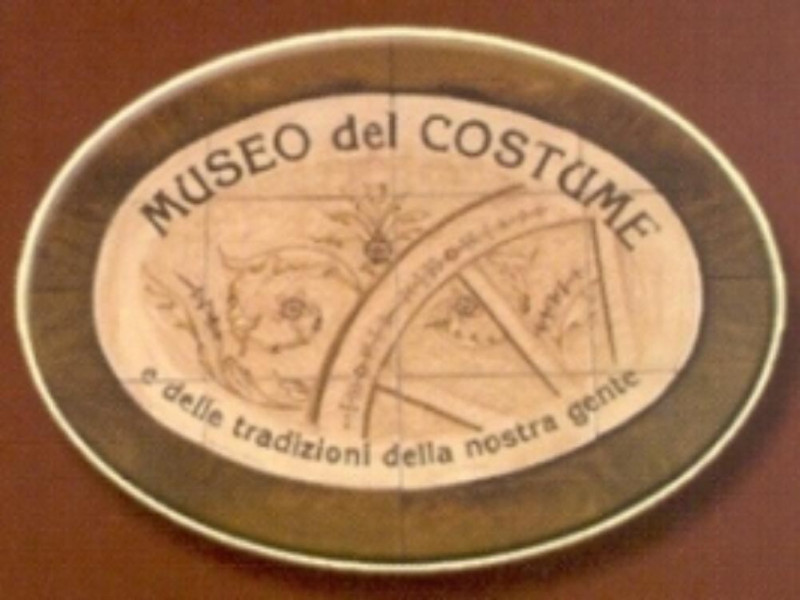 MUSEO del COSTUME
e delle tradizioni della nostra gente